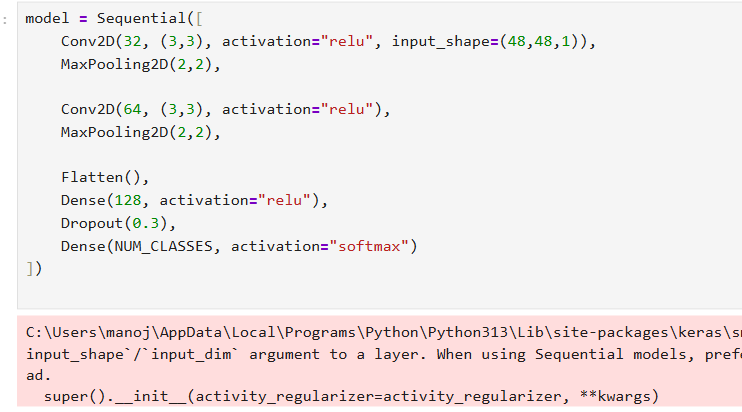 :
model = Sequential([
    Conv2D(32, (3,3), activation="relu", input_shape=(48,48,1)),
    MaxPooling2D(2,2),
    Conv2D(64, (3,3), activation="relu"),
    MaxPooling2D(2,2),
    Flatten(),
    Dense(128, activation="relu"),
    Dropout(0.3),
    Dense(NUM_CLASSES, activation="softmax")
])
C:\Users\manoj\AppData\Local\Programs\Python\Python313\Lib\site-packages\keras\s
input_shape`/`input_dim` argument to a layer. When using Sequential models, pref
ad.
  super().__init__(activity_regularizer=activity_regularizer, **kwargs)